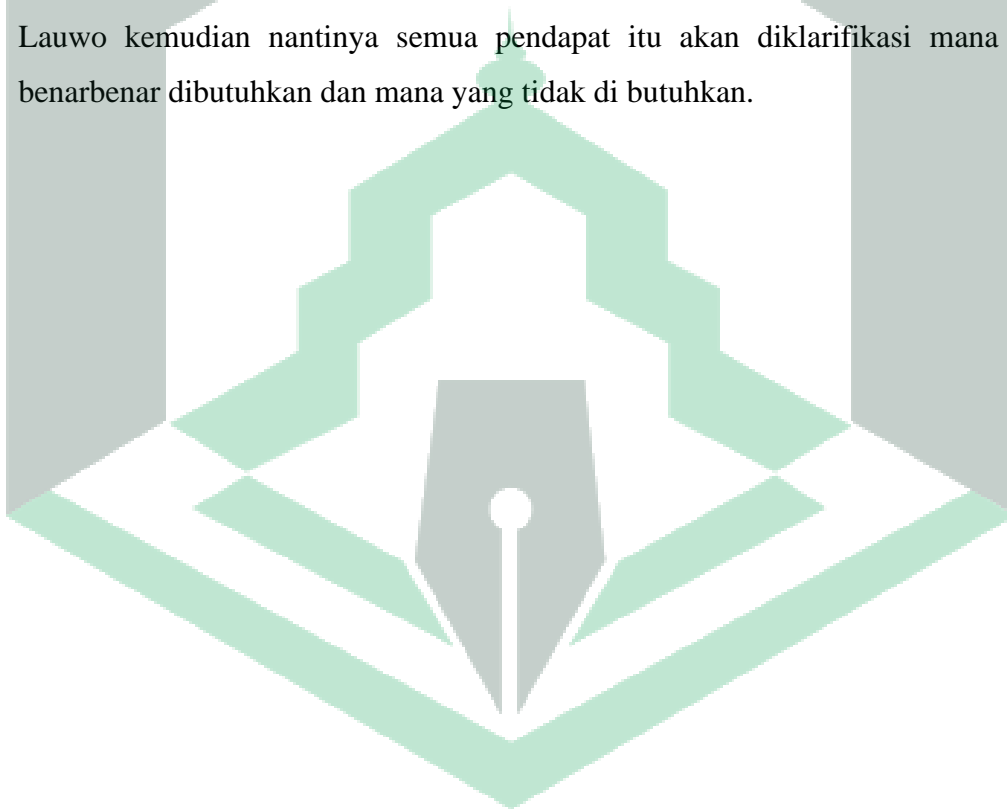 Lauwo kemudian nantinya semua pendapat itu akan diklarifikasi mana
benarbenar dibutuhkan dan mana yang tidak di butuhkan.